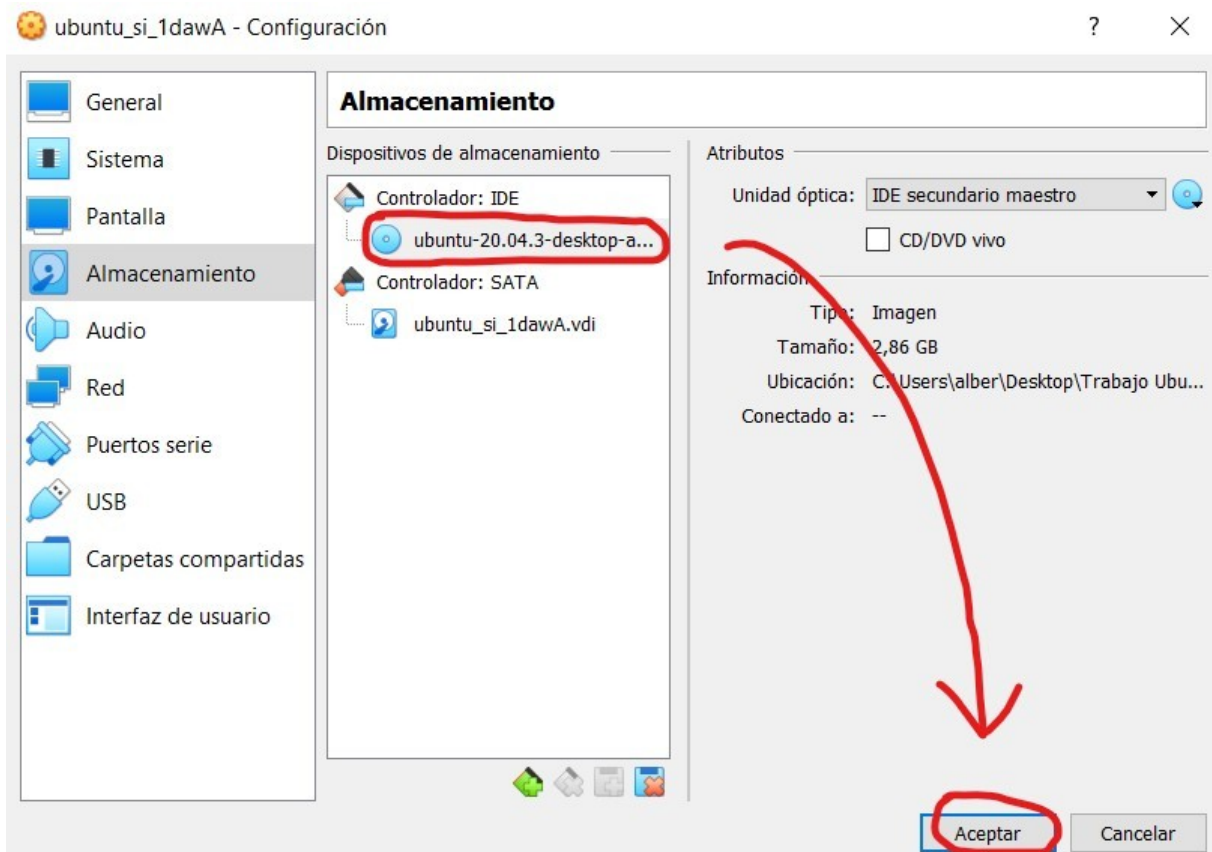 ubuntu_si_1dawA - Configuración
?
General
Sistema
Pantalla
Almacenamiento
Audio
Red
Puertos serie
USB
Carpetas compartidas
Interfaz de usuario
Almacenamiento
Dispositivos de almacenamiento
Controlador: IDE
ubuntu-20.04.3-desktop-a...
Controlador: SATA
ubuntu_si_1dawA.vdi
Atributos
Unidad óptica: IDE secundario maestro
CD/DVD vivo
Información
Tipo: Imagen
Tamaño: 2,86 GB
Ubicación: C:\Users\alber\Desktop\Trabajo Ubu...
Conectado a: --
Aceptar
Cancelar